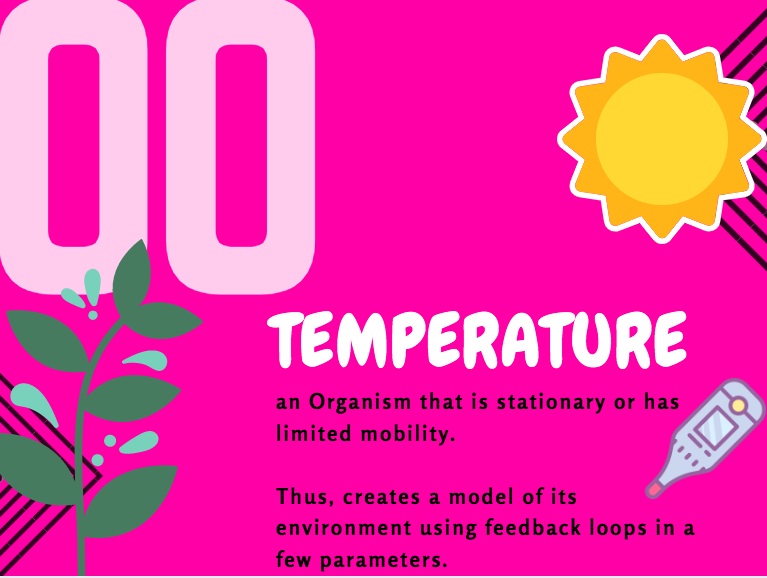 00
TEMPERATURE
an Organism that is stationary or has
limited mobility.
Thus, creates a model of its
environment using feedback loops in a
few parameters.